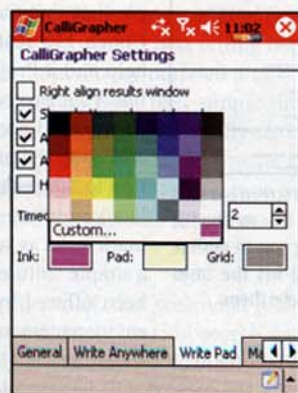 CalliGrapher 11:02
CalliGrapher Settings
Right align results window
S
A
A
H
Timeo 2
Custom...
Ink: Pad: Grid:
General Write Anywhere Write Pad M